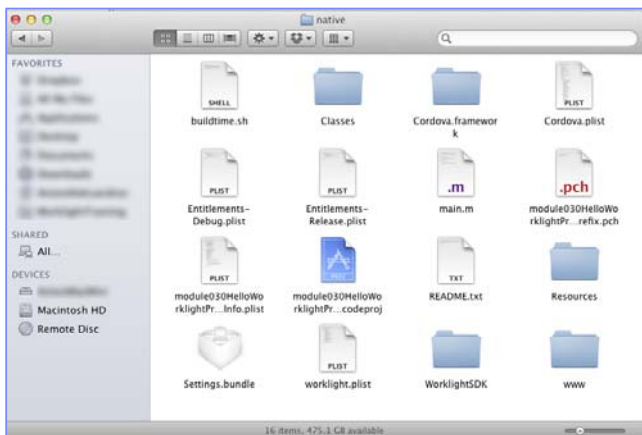 native
FAVORITES
SHARED
All...
DEVICES
Macintosh HD
Remote Disc
SHELL
buildtime.sh
Classes
Cordova.framewor
k
PLIST
Cordova.plist
PLIST
Entitlements-
Debug.plist
PLIST
Entitlements-
Release.plist
.m
main.m
.pch
module030HelloWo
rklightPr...refix.pch
PLIST
module030HelloWo
rklightPr...Info.plist
module030HelloWo
rklightPr...codeproj
TXT
README.txt
Resources
Settings.bundle
PLIST
worklight.plist
WorklightSDK
www
16 items, 475.1 GB available